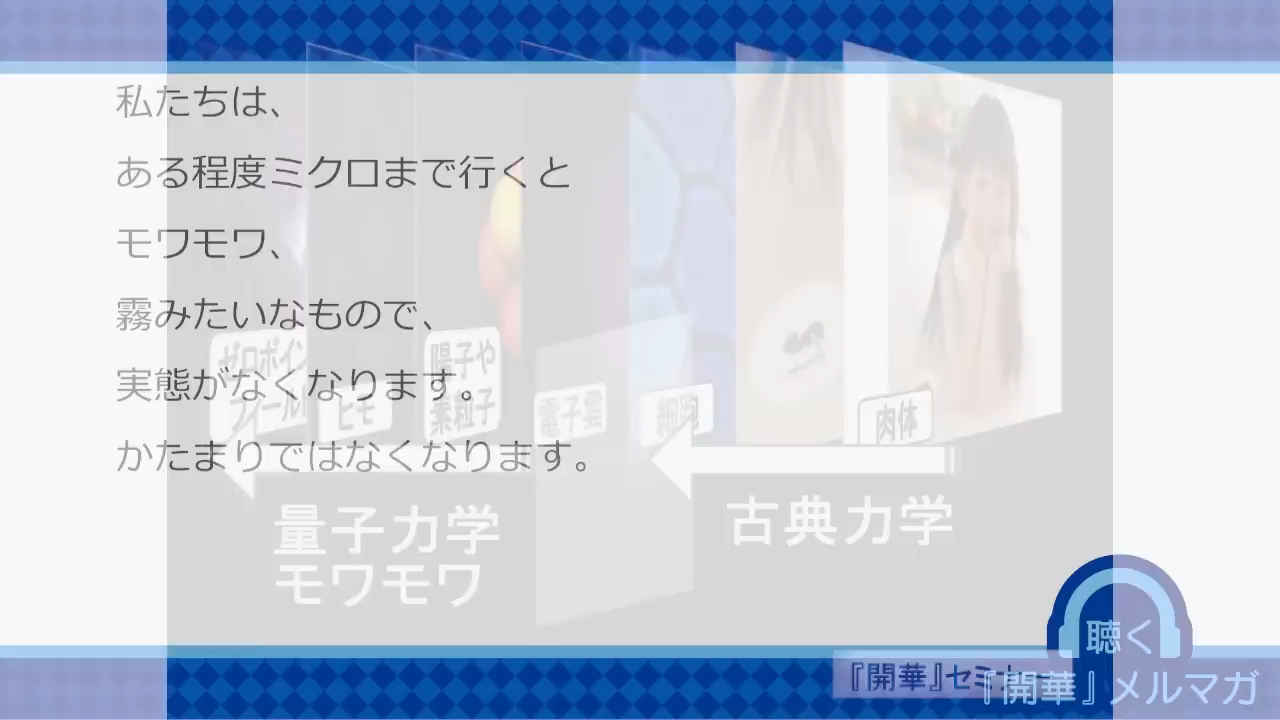 私たちは、
ある程度ミクロまで行くと
モワモワ、
霧みたいなもので、
実態がなくなります。
かたまりではなくなります。
ゼロポイン
フィール
ヒモ
陽子や
素粒子
電子雲
細胞
肉体
量子力学
モワモワ
古典力学
聴く
『開華』セミナー
『開華』メルマガ